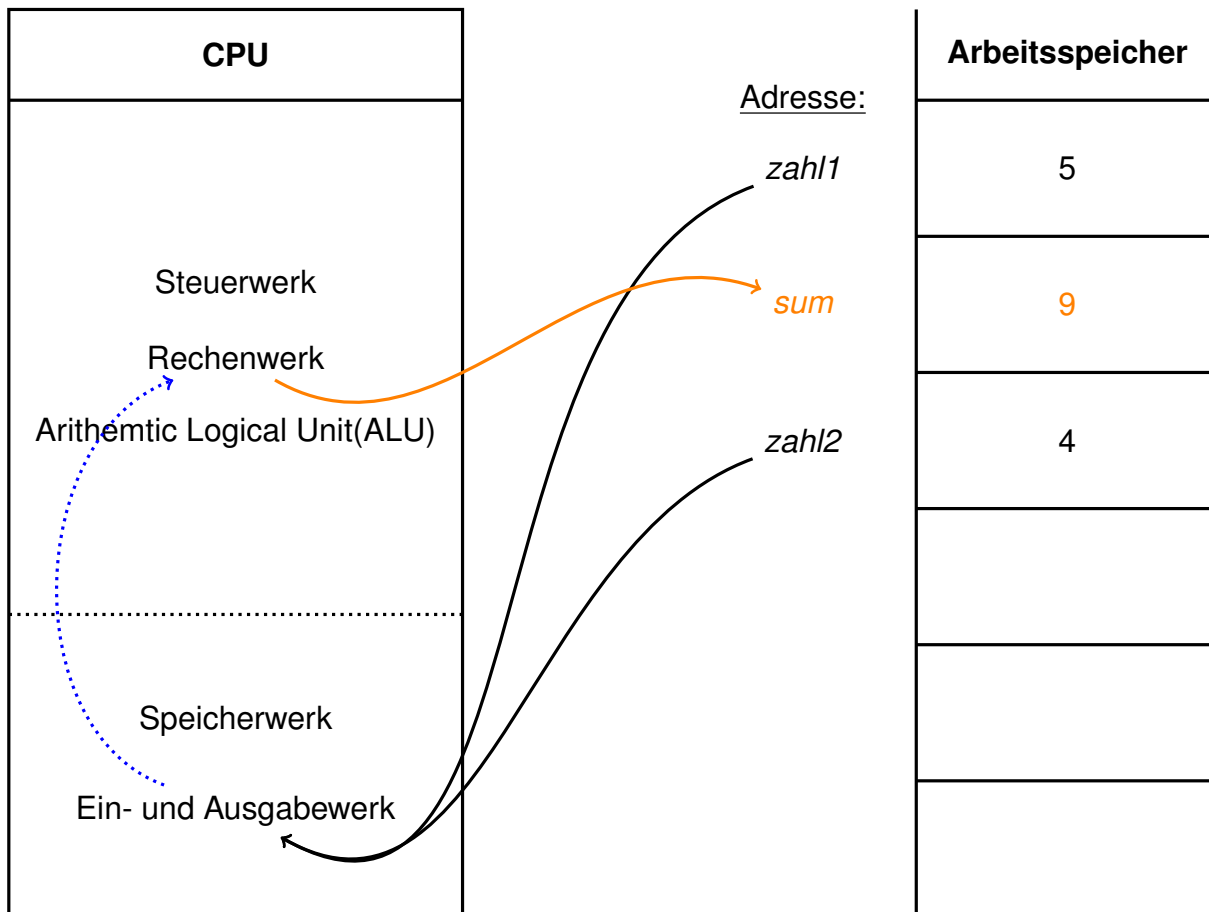 CPU
Steuerwerk
Rechenwerk
Arithemtic Logical Unit(ALU)
Speicherwerk
Ein- und Ausgabewerk
Adresse:
zahl1
sum
zahl2
Arbeitsspeicher
5
9
4